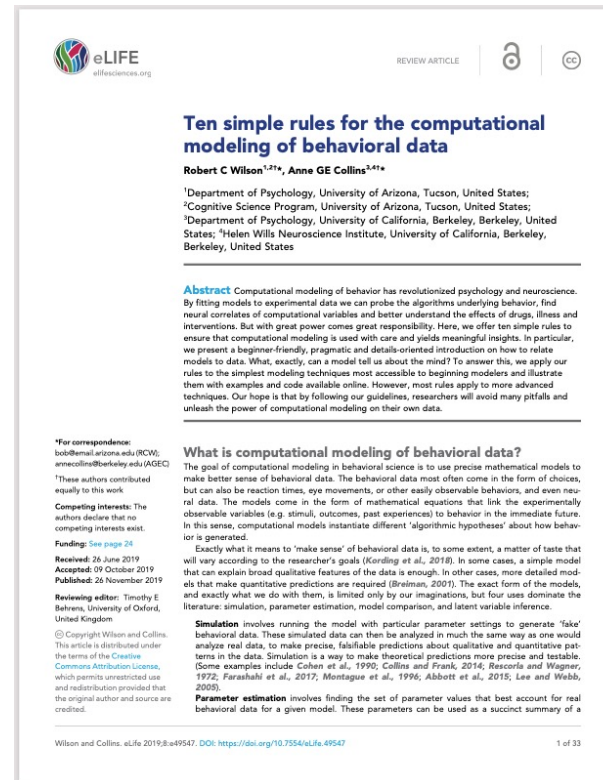 eLIFE
elifesciences.org
REVIEW ARTICLE
cc
Ten simple rules for the computational
modeling of behavioral data
Robert C Wilson1,2†*, Anne GE Collins3,4†*
1Department of Psychology, University of Arizona, Tucson, United States;
2Cognitive Science Program, University of Arizona, Tucson, United States;
3Department of Psychology, University of California, Berkeley, Berkeley, United
States; 4Helen Wills Neuroscience Institute, University of California, Berkeley,
Berkeley, United States
Abstract Computational modeling of behavior has revolutionized psychology and neuroscience.
By fitting models to experimental data we can probe the algorithms underlying behavior, find
neural correlates of computational variables and better understand the effects of drugs, illness and
interventions. But with great power comes great responsibility. Here, we offer ten simple rules to
ensure that computational modeling is used with care and yields meaningful insights. In particular,
we present a beginner-friendly, pragmatic and details-oriented introduction on how to relate
models to data. What, exactly, can a model tell us about the mind? To answer this, we apply our
rules to the simplest modeling techniques most accessible to beginning modelers and illustrate
them with examples and code available online. However, most rules apply to more advanced
techniques. Our hope is that by following our guidelines, researchers will avoid many pitfalls and
unleash the power of computational modeling on their own data.
*For correspondence:
bob@email.arizona.edu (RCW);
annecollins@berkeley.edu (AGEC)
†These authors contributed
equally to this work
Competing interests: The
authors declare that no
competing interests exist.
Funding: See page 24
Received: 26 June 2019
Accepted: 09 October 2019
Published: 26 November 2019
Reviewing editor: Timothy E
Behrens, University of Oxford,
United Kingdom
© Copyright Wilson and Collins.
This article is distributed under
the terms of the Creative
Commons Attribution License,
which permits unrestricted use
and redistribution provided that
the original author and source are
credited.
What is computational modeling of behavioral data?
The goal of computational modeling in behavioral science is to use precise mathematical models to
make better sense of behavioral data. The behavioral data most often come in the form of choices,
but can also be reaction times, eye movements, or other easily observable behaviors, and even neu-
ral data. The models come in the form of mathematical equations that link the experimentally
observable variables (e.g. stimuli, outcomes, past experiences) to behavior in the immediate future.
In this sense, computational models instantiate different 'algorithmic hypotheses' about how behav-
ior is generated.
Exactly what it means to 'make sense' of behavioral data is, to some extent, a matter of taste that
will vary according to the researcher's goals (Kording et al., 2018). In some cases, a simple model
that can explain broad qualitative features of the data is enough. In other cases, more detailed mod-
els that make quantitative predictions are required (Breiman, 2001). The exact form of the models,
and exactly what we do with them, is limited only by our imaginations, but four uses dominate the
literature: simulation, parameter estimation, model comparison, and latent variable inference.
Simulation involves running the model with particular parameter settings to generate 'fake'
behavioral data. These simulated data can then be analyzed in much the same way as one would
analyze real data, to make precise, falsifiable predictions about qualitative and quantitative pat-
terns in the data. Simulation is a way to make theoretical predictions more precise and testable.
(Some examples include Cohen et al., 1990; Collins and Frank, 2014; Rescorla and Wagner,
1972; Farashahi et al., 2017; Montague et al., 1996; Abbott et al., 2015; Lee and Webb,
2005).
Parameter estimation involves finding the set of parameter values that best account for real
behavioral data for a given model. These parameters can be used as a succinct summary of a
Wilson and Collins. eLife 2019;8:e49547. DOI: https://doi.org/10.7554/eLife.49547
1 of 33